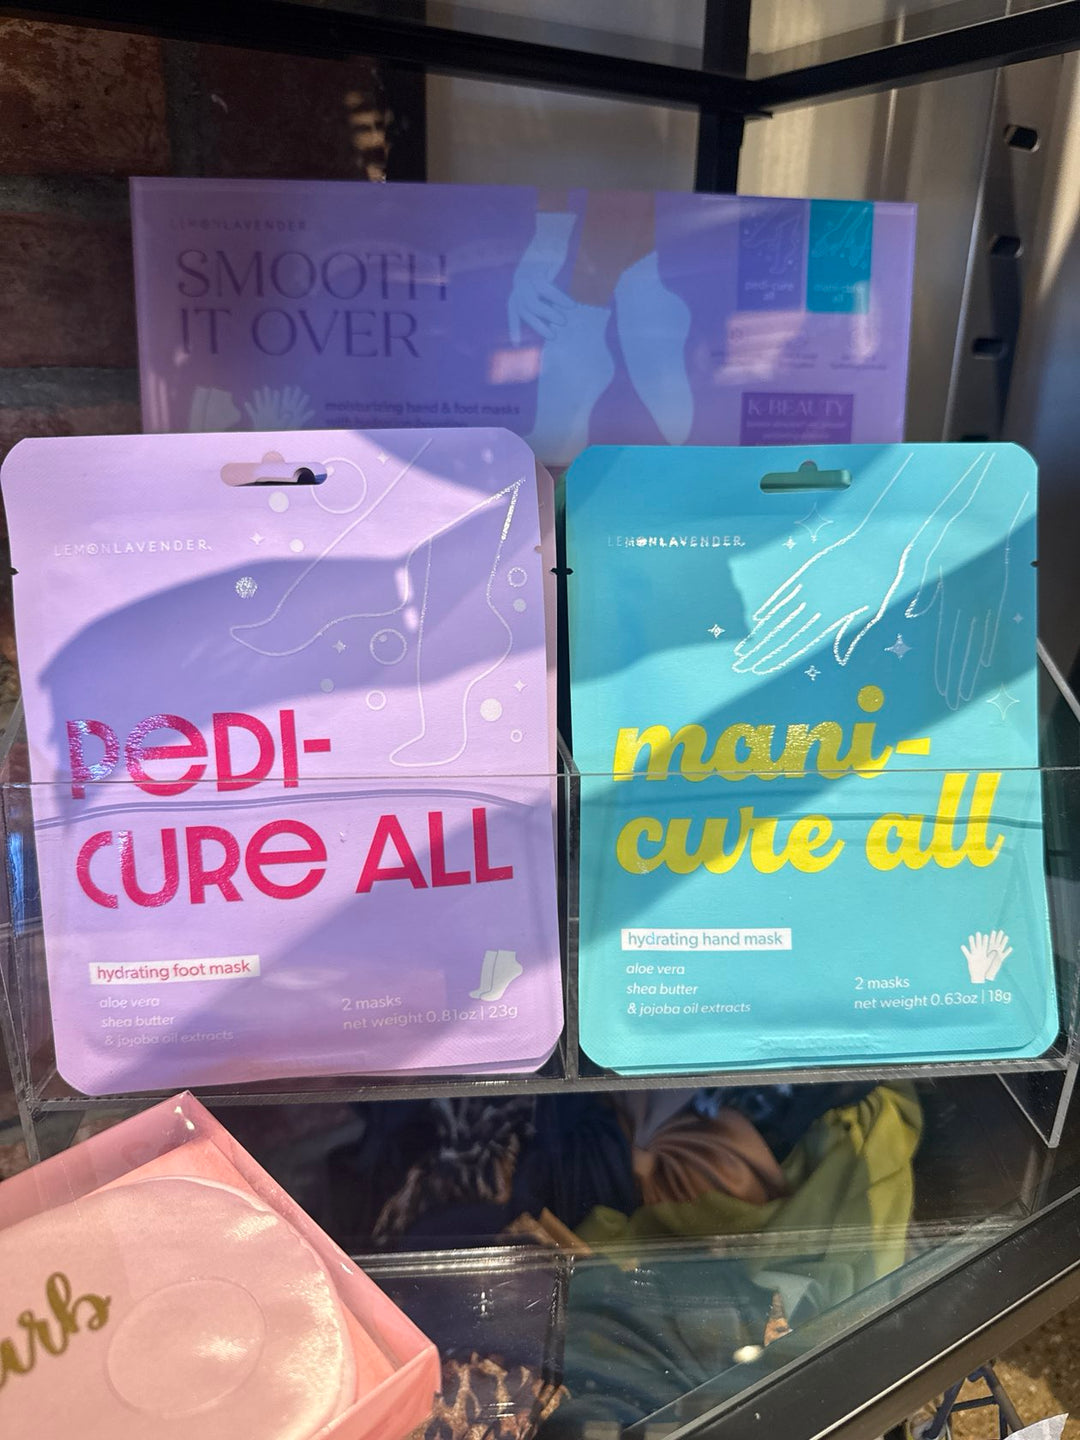 LEMONLAVENDER
SMOOTH
IT OVER
moisturizing hand & foot masks
pedi-cure
all
mani-cure
all
K-BEAUTY
LEMONLAVENDER
PEDI-
CURE ALL
hydrating foot mask
aloe vera
shea butter
& jojoba oil extracts
2 masks
net weight 0.81oz | 23g
LEMONLAVENDER
mani-
cure all
hydrating hand mask
aloe vera
shea butter
& jojoba oil extracts
2 masks
net weight 0.63oz | 18g